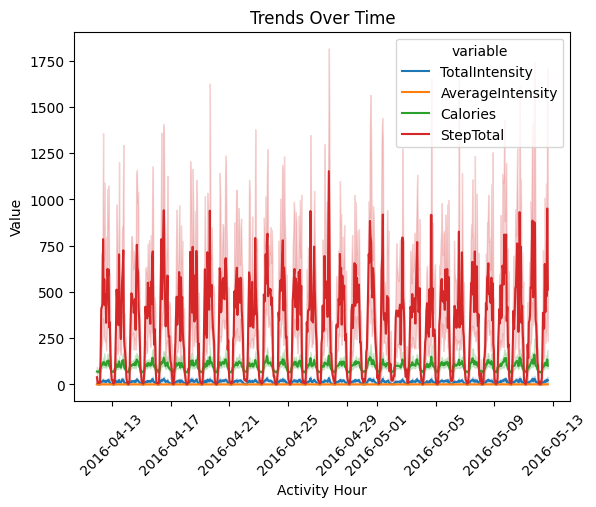 Trends Over Time
variable
TotalIntensity
AverageIntensity
Calories
StepTotal
Value
1750
1500
1250
1000
750
500
250
0
2016-04-13
2016-04-17
2016-04-21
2016-04-25
2016-04-29
2016-05-01
2016-05-05
2016-05-09
2016-05-13
Activity Hour